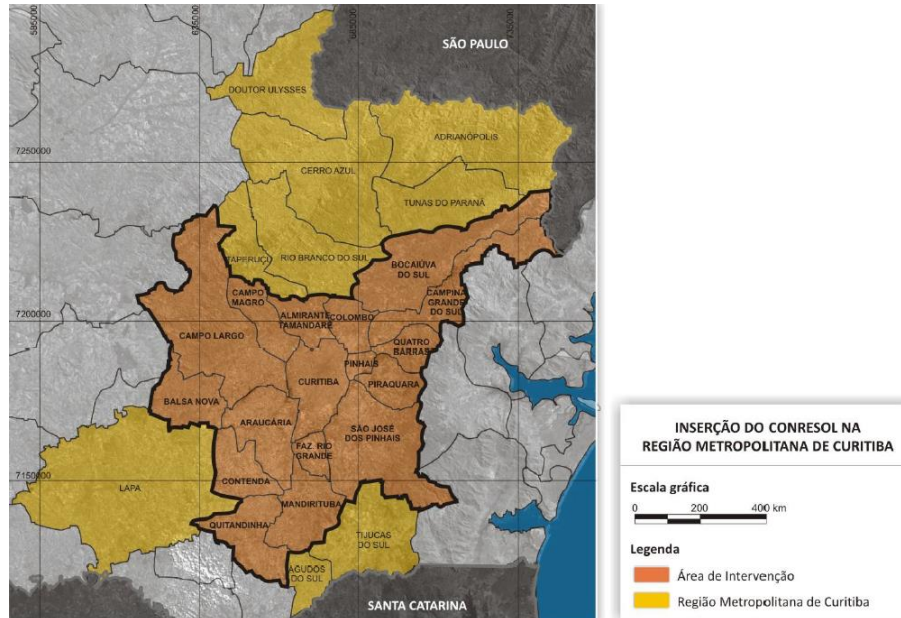 585000
625000
685000
735000
SÃO PAULO
DOUTOR ULYSSES
ADRIANÓPOLIS
7250000
CERRO AZUL
TUNAS DO PARANÁ
ITAPERUÇU
RIO BRANCO DO SUL
BOCAIÚVA
DO SUL
CAMPO
MAGRO
CAMPINA
GRANDE
DO SUL
7200000
ALMIRANTE
TAMANDARÉ
COLOMBO
CAMPO LARGO
QUATRO
BARRAS
PINHAIS
CURITIBA
PIRAQUARA
BALSA NOVA
ARAUCÁRIA
SÃO JOSÉ
DOS PINHAIS
FAZ. RIO
GRANDE
7150000
LAPA
CONTENDA
MANDIRITUBA
QUITANDINHA
TIJUCAS
DO SUL
AGUDOS
DO SUL
SANTA CATARINA
INSERÇÃO DO CONRESOL NA
REGIÃO METROPOLITANA DE CURITIBA
Escala gráfica
0 200 400 km
Legenda
Área de Intervenção
Região Metropolitana de Curitiba